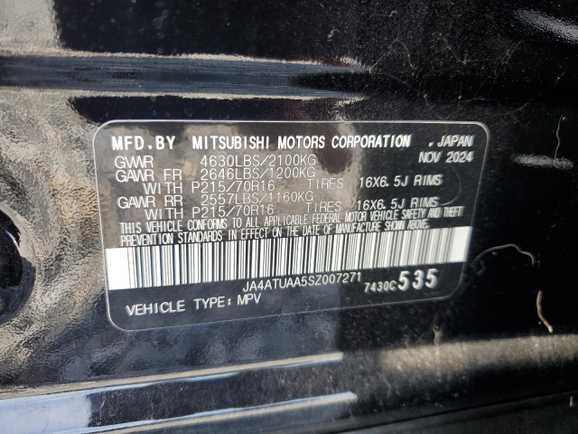 MFD.BY MITSUBISHI MOTORS CORPORATION , JAPAN
GVWR 4630LBS/2100KG NOV 2024
GAWR FR 2646LBS/1200KG
WITH P215/70R16 TIRES 16X6.5J RIMS
GAWR RR 2557LBS/1160KG
WITH P215/70R16 TIRES 16X6.5J RIMS
THIS VEHICLE CONFORMS TO ALL APPLICABLE FEDERAL MOTOR VEHICLE SAFETY AND THEFT
PREVENTION STANDARDS IN EFFECT ON THE DATE OF MANUFACTURE SHOWN ABOVE.
JA4ATUAA5SZ007271 7430C 535
VEHICLE TYPE:MPV